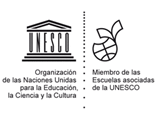 UNESCO
Organización
de las Naciones Unidas
para la Educación,
la Ciencia y la Cultura
Miembro de las
Escuelas asociadas
de la UNESCO